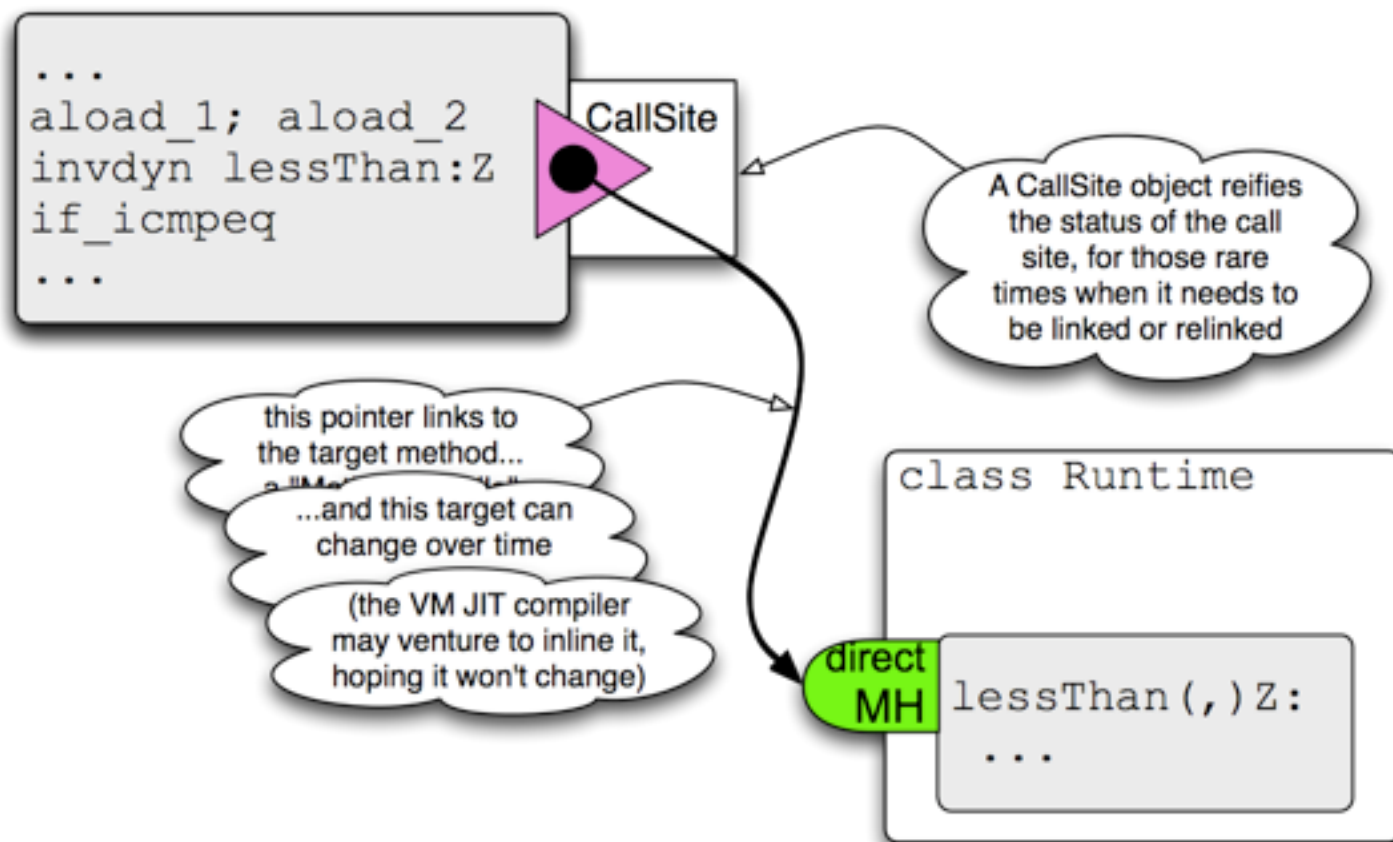 ...
aload_1; aload_2
invdyn lessThan:Z
if_icmpeq
...
CallSite
A CallSite object reifies
the status of the call
site, for those rare
times when it needs to
be linked or relinked
this pointer links to
the target method...
...and this target can
change over time
(the VM JIT compiler
may venture to inline it,
hoping it won't change)
class Runtime
direct
MH
lessThan(,)Z:
...